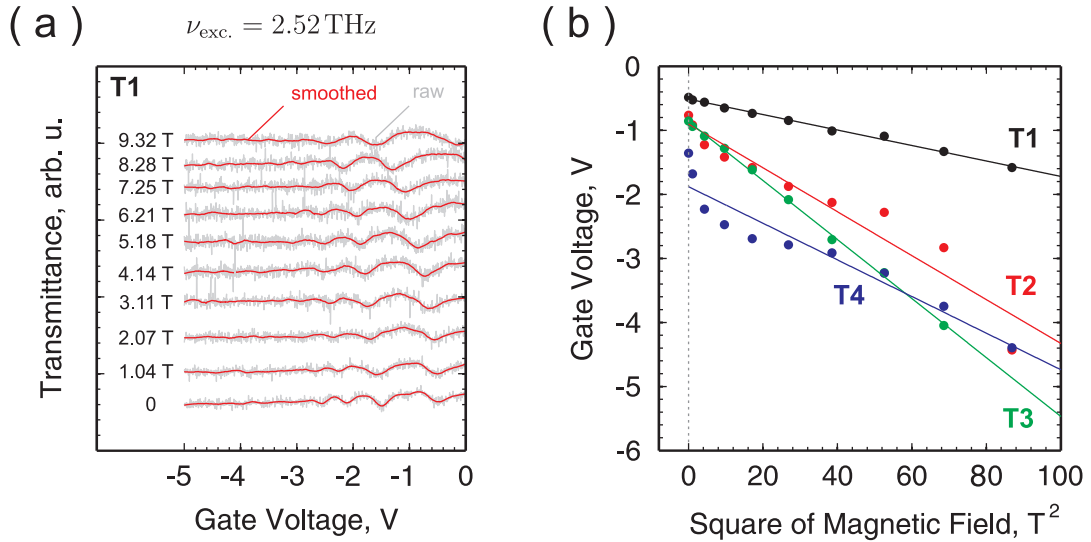 ( a )
ν_exc. = 2.52 THz
T1
smoothed
raw
9.32 T
8.28 T
7.25 T
6.21 T
5.18 T
4.14 T
3.11 T
2.07 T
1.04 T
0
-5 -4 -3 -2 -1 0
Gate Voltage, V
Transmittance, arb. u.
( b )
0
-1
-2
-3
-4
-5
-6
T1
T2
T4
T3
0 20 40 60 80 100
Square of Magnetic Field, T²
Gate Voltage, V